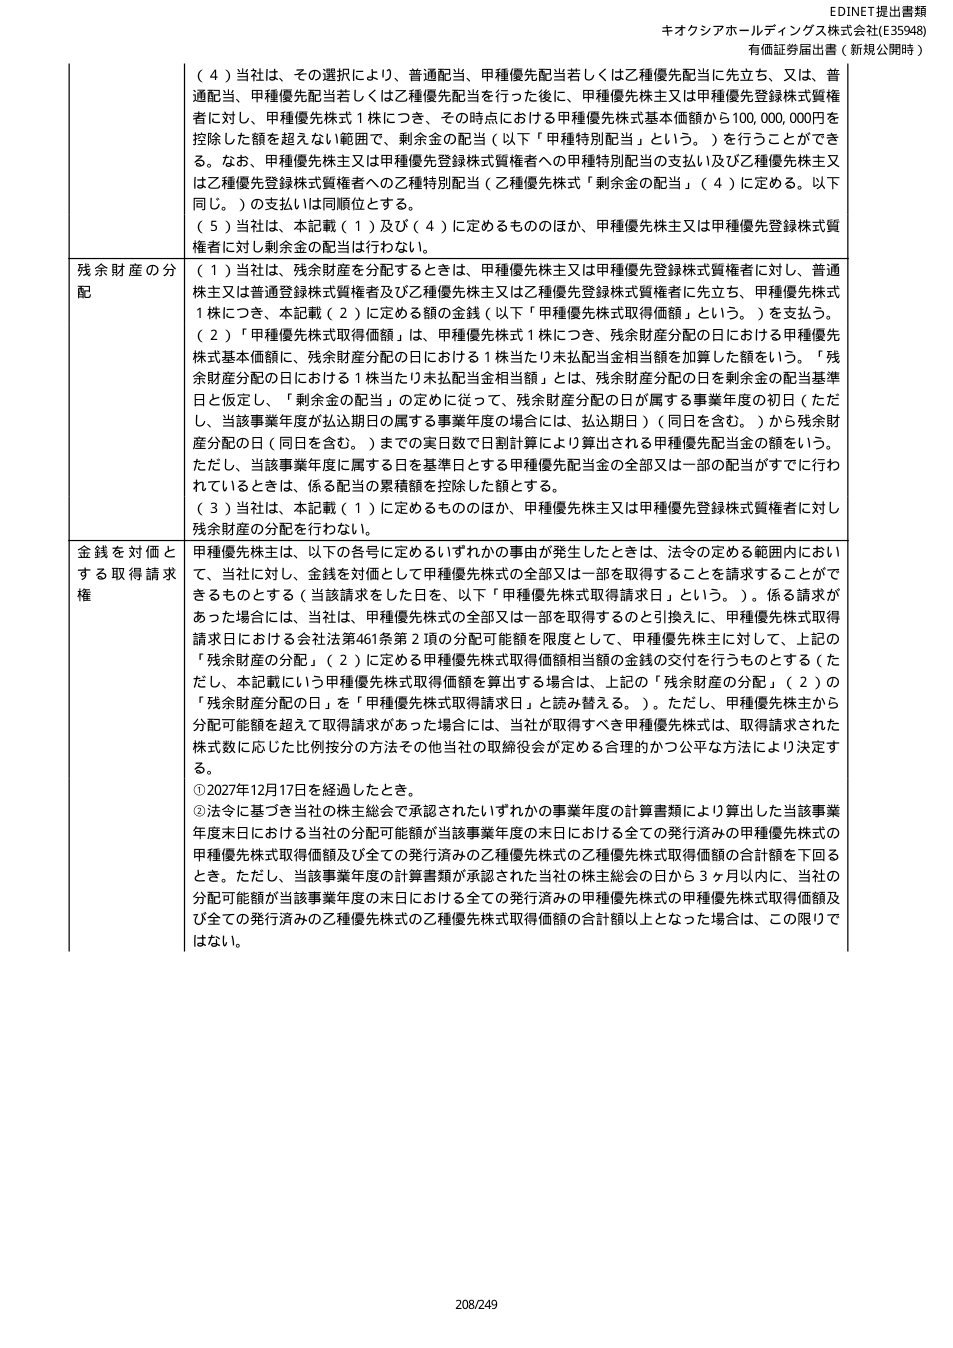 EDINET提出書類
キオクシアホールディングス株式会社(E35948)
有価証券届出書(新規公開時)
(4)当社は、その選択により、普通配当、甲種優先配当若しくは乙種優先配当に先立ち、又は、普
通配当、甲種優先配当若しくは乙種優先配当を行った後に、甲種優先株主又は甲種優先登録株式質権
者に対し、甲種優先株式1株につき、その時点における甲種優先株式基本価額から100,000,000円を
控除した額を超えない範囲で、剰余金の配当(以下「甲種特別配当」という。)を行うことができ
る。なお、甲種優先株主又は甲種優先登録株式質権者への甲種特別配当の支払い及び乙種優先株主又
は乙種優先登録株式質権者への乙種特別配当(乙種優先株式「剰余金の配当」(4)に定める。以下
同じ。)の支払いは同順位とする。
(5)当社は、本記載(1)及び(4)に定めるもののほか、甲種優先株主又は甲種優先登録株式質
権者に対し剰余金の配当は行わない。
残余財産の分
配
(1)当社は、残余財産を分配するときは、甲種優先株主又は甲種優先登録株式質権者に対し、普通
株主又は普通登録株式質権者及び乙種優先株主又は乙種優先登録株式質権者に先立ち、甲種優先株式
1株につき、本記載(2)に定める額の金銭(以下「甲種優先株式取得価額」という。)を支払う。
(2)「甲種優先株式取得価額」は、甲種優先株式1株につき、残余財産分配の日における甲種優先
株式基本価額に、残余財産分配の日における1株当たり未払配当金相当額を加算した額をいう。「残
余財産分配の日における1株当たり未払配当金相当額」とは、残余財産分配の日を剰余金の配当基準
日と仮定し、「剰余金の配当」の定めに従って、残余財産分配の日が属する事業年度の初日(ただ
し、当該事業年度が払込期日の属する事業年度の場合には、払込期日)(同日を含む。)から残余財
産分配の日(同日を含む。)までの実日数で日割計算により算出される甲種優先配当金の額をいう。
ただし、当該事業年度に属する日を基準日とする甲種優先配当金の全部又は一部の配当がすでに行わ
れているときは、係る配当の累積額を控除した額とする。
(3)当社は、本記載(1)に定めるもののほか、甲種優先株主又は甲種優先登録株式質権者に対し
残余財産の分配を行わない。
金銭を対価と
する取得請求
権
甲種優先株主は、以下の各号に定めるいずれかの事由が発生したときは、法令の定める範囲内におい
て、当社に対し、金銭を対価として甲種優先株式の全部又は一部を取得することを請求することがで
きるものとする(当該請求をした日を、以下「甲種優先株式取得請求日」という。)。係る請求が
あった場合には、当社は、甲種優先株式の全部又は一部を取得するのと引換えに、甲種優先株式取得
請求日における会社法第461条第2項の分配可能額を限度として、甲種優先株主に対して、上記の
「残余財産の分配」(2)に定める甲種優先株式取得価額相当額の金銭の交付を行うものとする(た
だし、本記載にいう甲種優先株式取得価額を算出する場合は、上記の「残余財産の分配」(2)の
「残余財産分配の日」を「甲種優先株式取得請求日」と読み替える。)。ただし、甲種優先株主から
分配可能額を超えて取得請求があった場合には、当社が取得すべき甲種優先株式は、取得請求された
株式数に応じた比例按分の方法その他当社の取締役会が定める合理的かつ公平な方法により決定す
る。
①2027年12月17日を経過したとき。
②法令に基づき当社の株主総会で承認されたいずれかの事業年度の計算書類により算出した当該事業
年度末日における当社の分配可能額が当該事業年度の末日における全ての発行済みの甲種優先株式の
甲種優先株式取得価額及び全ての発行済みの乙種優先株式の乙種優先株式取得価額の合計額を下回る
とき。ただし、当該事業年度の計算書類が承認された当社の株主総会の日から3ヶ月以内に、当社の
分配可能額が当該事業年度の末日における全ての発行済みの甲種優先株式の甲種優先株式取得価額及
び全ての発行済みの乙種優先株式の乙種優先株式取得価額の合計額以上となった場合は、この限りで
はない。
208/249